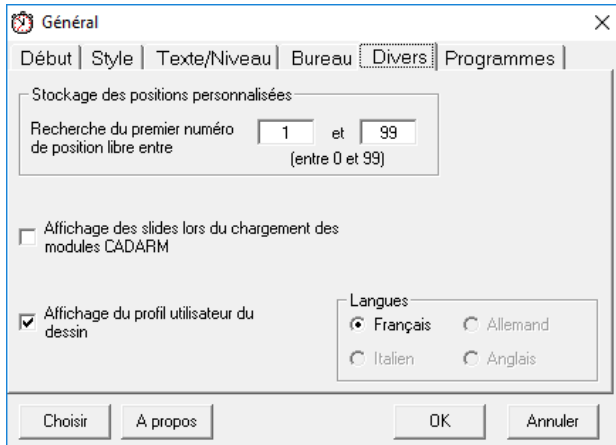 Général
Début Style Texte/Niveau Bureau Divers Programmes
Stockage des positions personnalisées
Recherche du premier numéro
de position libre entre
1 et 99
(entre 0 et 99)
Affichage des slides lors du chargement des
modules CADARM
Affichage du profil utilisateur du
dessin
Langues
Français Allemand
Italien Anglais
Choisir A propos OK Annuler